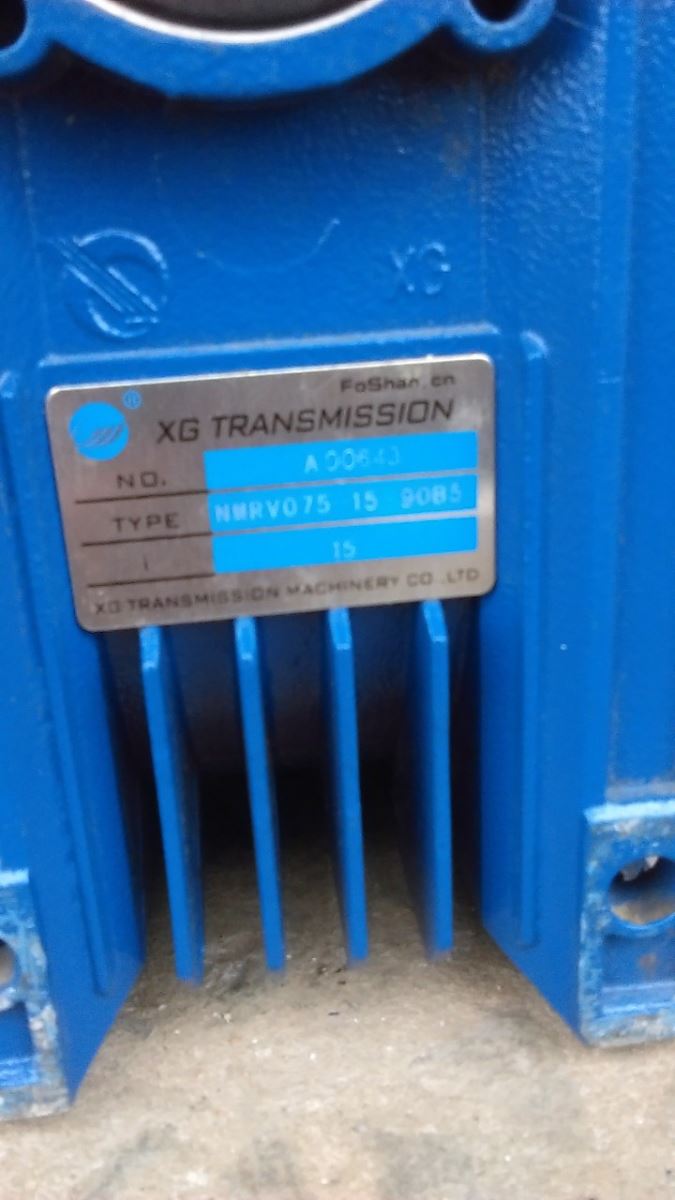 XG
FoShan.cn
® XG TRANSMISSION
NO. A00643
TYPE NMRV075 15 90B5
i 15
XG TRANSMISSION MACHINERY CO.,LTD